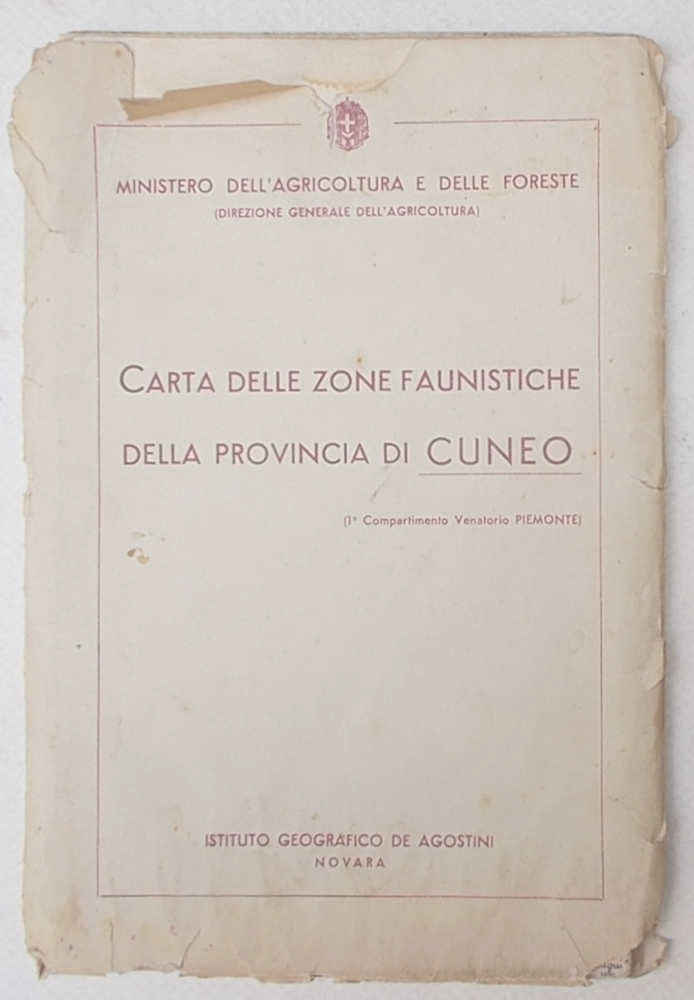 MINISTERO DELL'AGRICOLTURA E DELLE FORESTE
(DIREZIONE GENERALE DELL'AGRICOLTURA)
CARTA DELLE ZONE FAUNISTICHE
DELLA PROVINCIA DI CUNEO
(1° Compartimento Venatorio PIEMONTE)
ISTITUTO GEOGRAFICO DE AGOSTINI
NOVARA